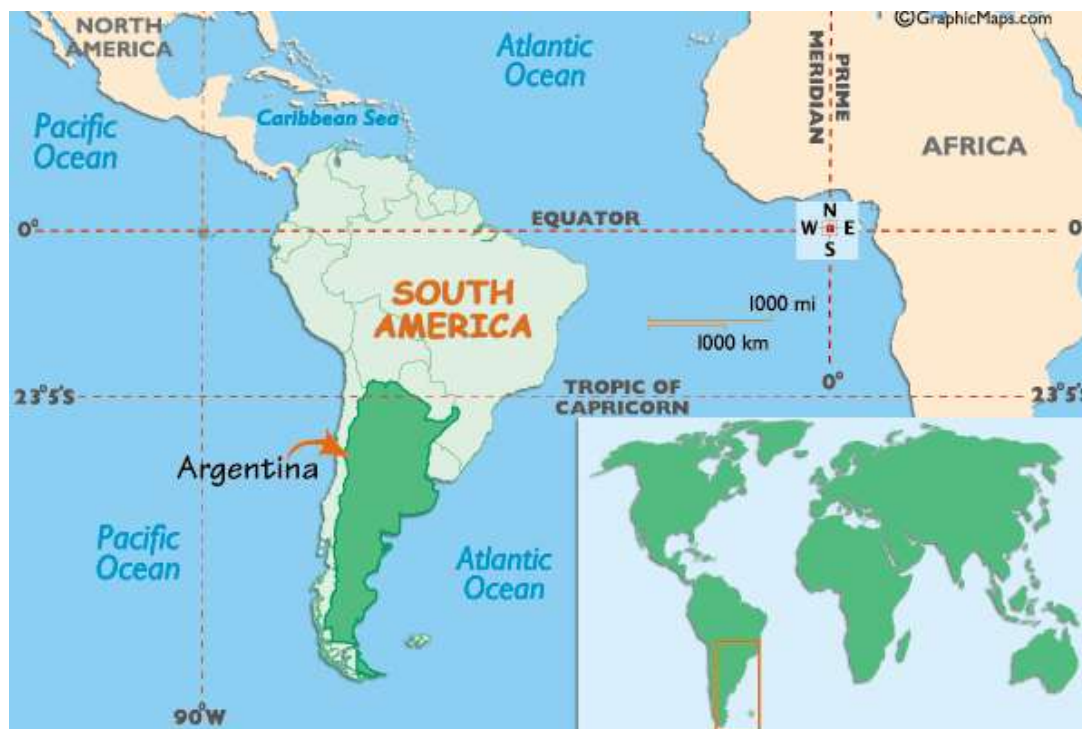 ©GraphicMaps.com
NORTH
AMERICA
Atlantic
Ocean
PRIME
MERIDIAN
Pacific
Ocean
Caribbean Sea
AFRICA
N
W E
S
EQUATOR
0°
0
SOUTH
AMERICA
1000 mi
1000 km
0°
TROPIC OF
CAPRICORN
23°5'S
23°5'S
Argentina
Pacific
Ocean
Atlantic
Ocean
90°W